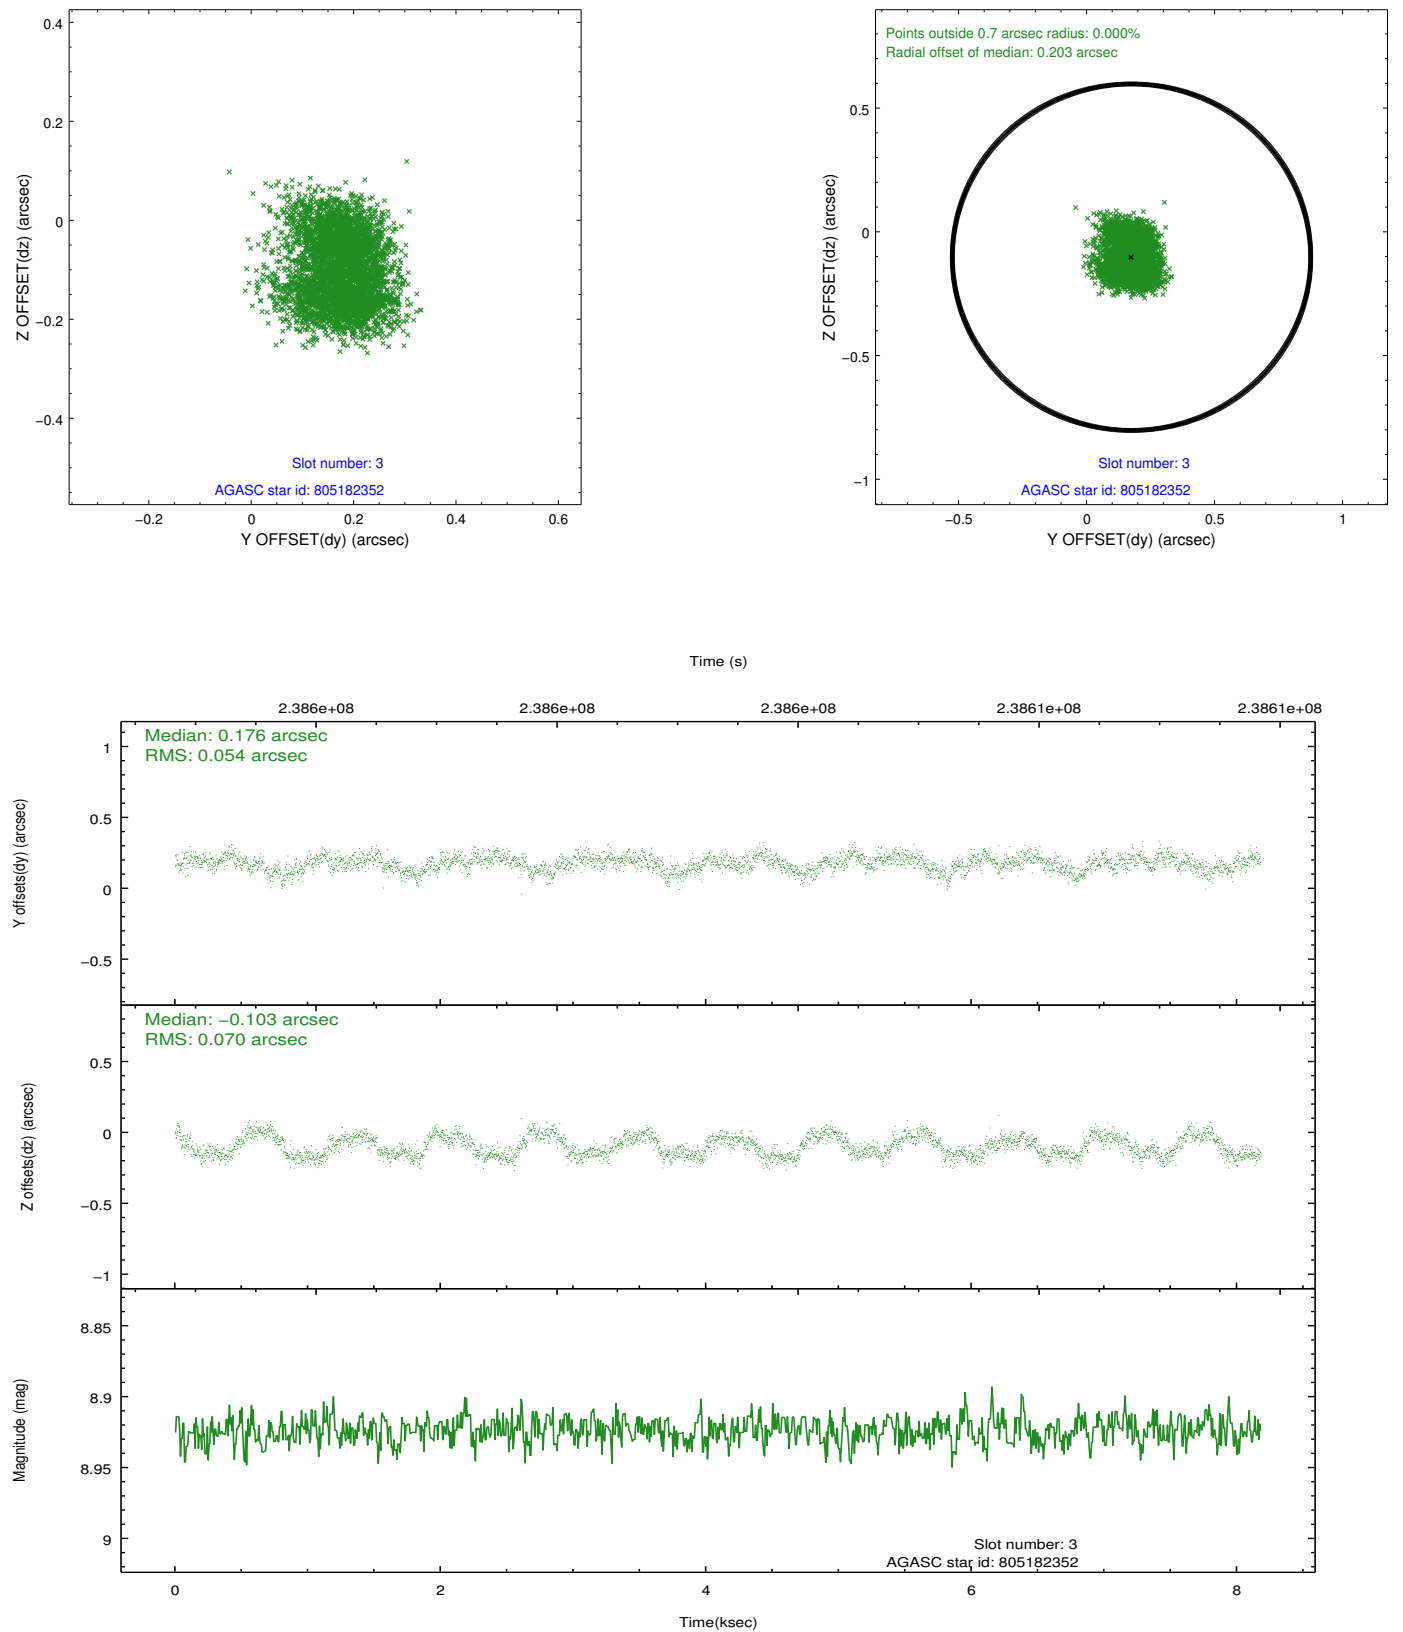 0.4
0.2
0
−0.2
−0.4
Z OFFSET(dz) (arcsec)
Slot number: 3
AGASC star id: 805182352
−0.2 0 0.2 0.4 0.6
Y OFFSET(dy) (arcsec)
Points outside 0.7 arcsec radius: 0.000%
Radial offset of median: 0.203 arcsec
0.5
0
−0.5
−1
Z OFFSET(dz) (arcsec)
Slot number: 3
AGASC star id: 805182352
−0.5 0 0.5 1
Y OFFSET(dy) (arcsec)
Time (s)
2.386e+08 2.386e+08 2.386e+08 2.3861e+08 2.3861e+08
Median: 0.176 arcsec
RMS: 0.054 arcsec
1
0.5
0
−0.5
Y offsets(dy) (arcsec)
Median: −0.103 arcsec
RMS: 0.070 arcsec
0.5
0
−0.5
−1
Z offsets(dz) (arcsec)
8.85
8.9
8.95
9
Magnitude (mag)
Slot number: 3
AGASC star id: 805182352
0 2 4 6 8
Time(ksec)